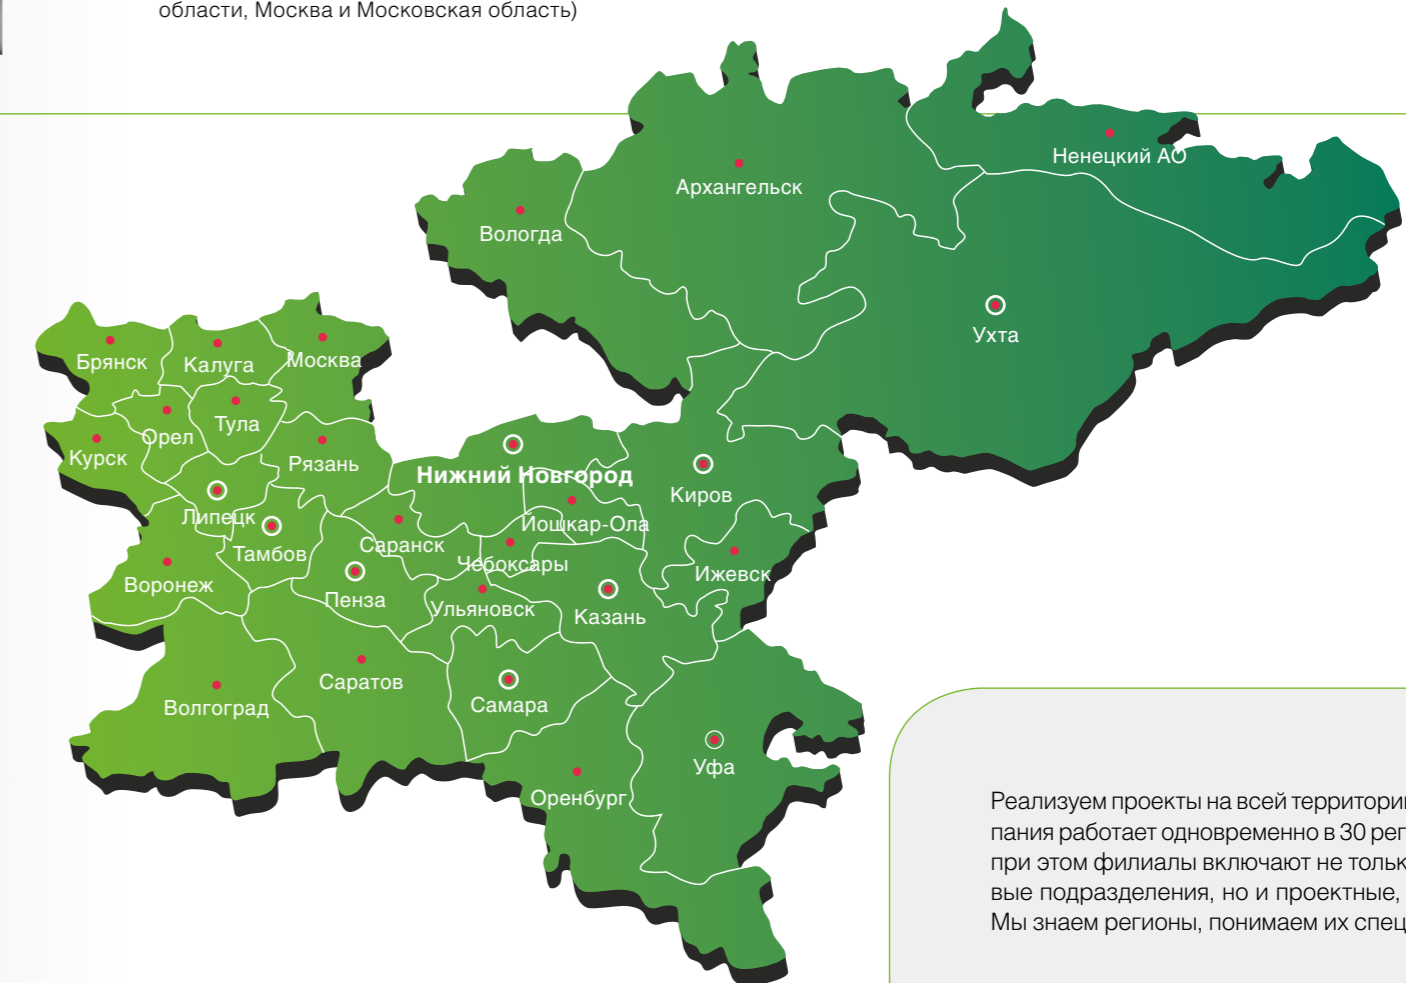 области, Москва и Московская область)
Ненецкий АО
Архангельск
Вологда
Ухта
Брянск
Калуга
Москва
Орел
Тула
Курск
Рязань
Нижний Новгород
Киров
Липецк
Йошкар-Ола
Тамбов
Саранск
Чебоксары
Ижевск
Воронеж
Пенза
Ульяновск
Казань
Саратов
Самара
Волгоград
Уфа
Оренбург
Реализуем проекты на всей территори
пания работает одновременно в 30 рег
при этом филиалы включают не тольк
вые подразделения, но и проектные,
Мы знаем регионы, понимаем их спец